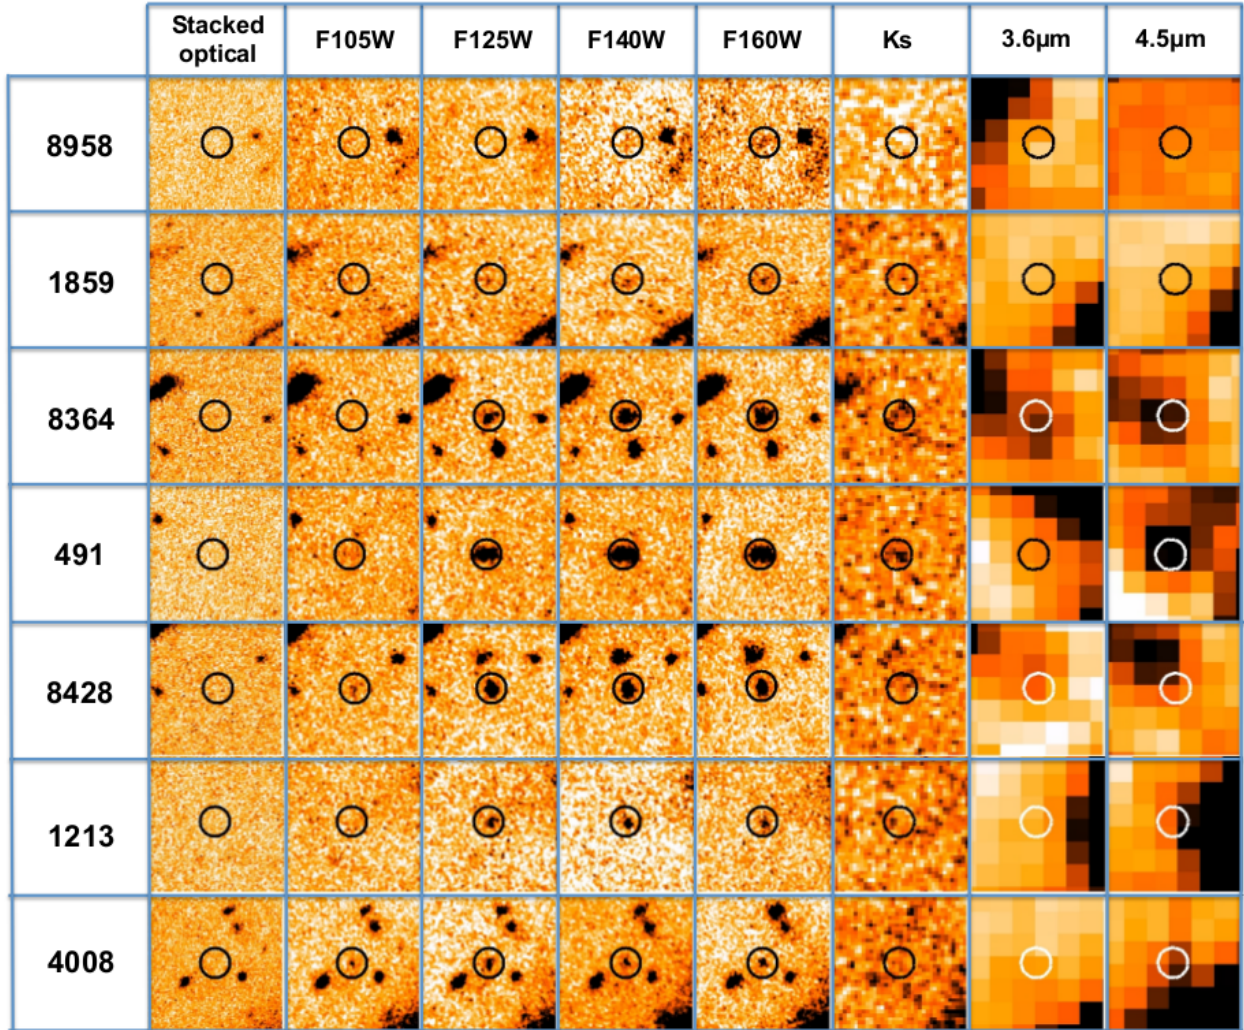 Stacked
optical
F105W
F125W
F140W
F160W
Ks
3.6µm
4.5µm
8958
1859
8364
491
8428
1213
4008